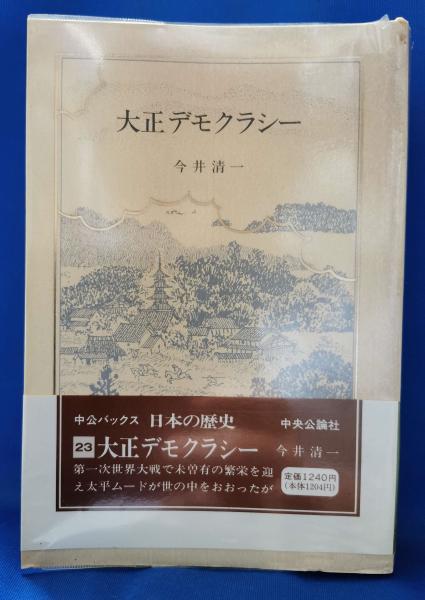 大正デモクラシー
今井清一
中公バックス 日本の歴史 中央公論社
23 大正デモクラシー 今井清一
第一次世界大戦で未曽有の繁栄を迎
え太平ムードが世の中をおおったが
定価1240円
(本体1204円)